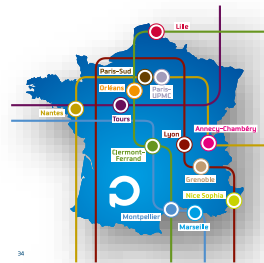 Lille
Paris-Sud
Orléans
Paris-
UPMC
Nantes
Tours
Lyon
Annecy-Chambéry
Clermont-
Ferrand
Grenoble
Nice Sophia
Montpellier
Marseille
34